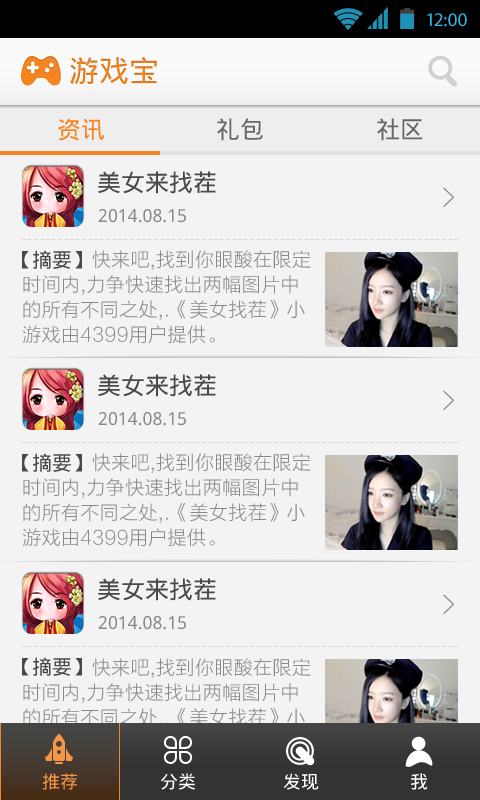 12:00
游戏宝
资讯 礼包 社区
美女来找茬
2014.08.15
【摘要】快来吧,找到你眼酸在限定
时间内,力争快速找出两幅图片中
的所有不同之处,.《美女找茬》小
游戏由4399用户提供。
美女来找茬
2014.08.15
【摘要】快来吧,找到你眼酸在限定
时间内,力争快速找出两幅图片中
的所有不同之处,.《美女找茬》小
游戏由4399用户提供。
美女来找茬
2014.08.15
【摘要】快来吧,找到你眼酸在限定
时间内,力争快速找出两幅图片中
的所有不同之处,.《美女找茬》小
推荐 分类 发现 我